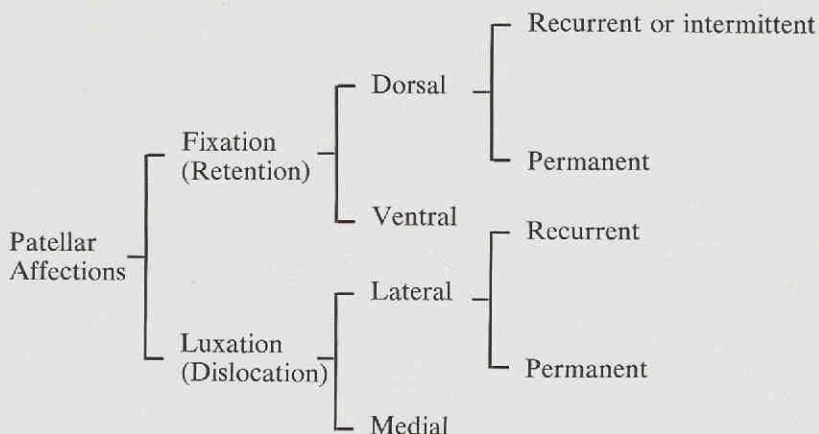 Recurrent or intermittent
Dorsal
Fixation
(Retention)
Permanent
Ventral
Patellar
Affections
Recurrent
Lateral
Luxation
(Dislocation)
Permanent
Medial